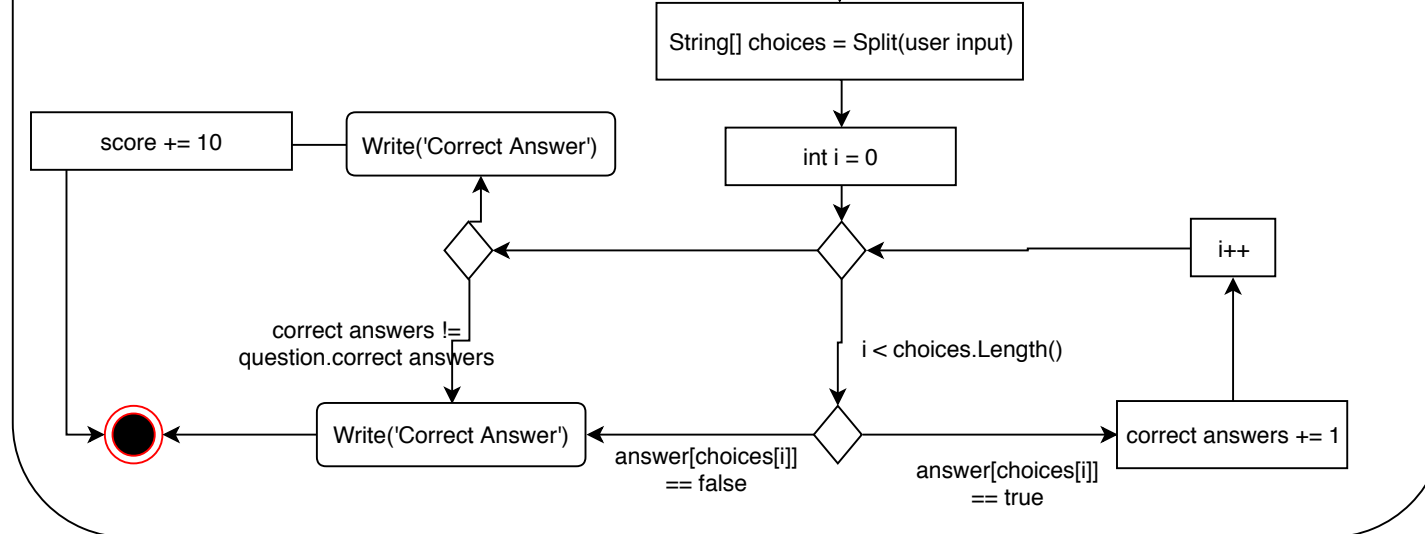 String[] choices = Split(user input)
score += 10
Write('Correct Answer')
int i = 0
i++
correct answers !=
question.correct answers
i < choices.Length()
Write('Correct Answer')
answer[choices[i]]
== false
answer[choices[i]]
== true
correct answers += 1